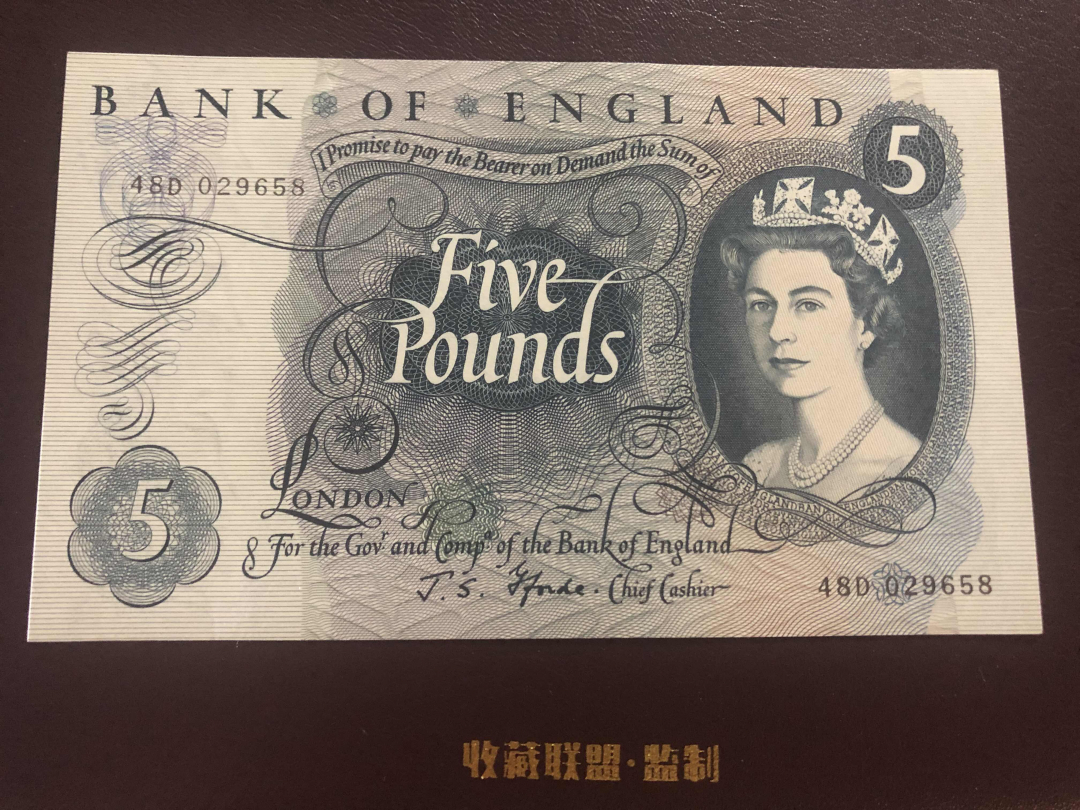 BANK OF ENGLAND
5
I Promise to pay the Bearer on Demand the Sum of
48D 029658
Five
Pounds
LONDON
5
For the Govr and Compa of the Bank of England
J. S. Fforde. Chief Cashier
48D 029658
收藏联盟·监制